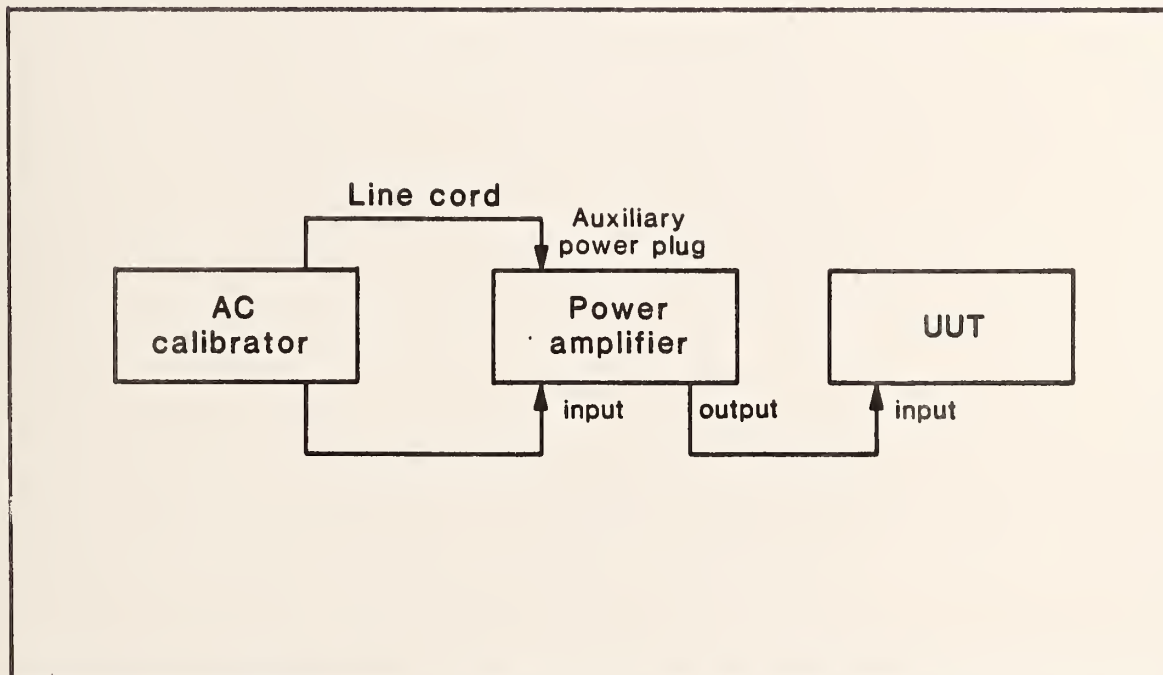 Line cord
Auxiliary
power plug
AC
calibrator
Power
amplifier
UUT
input
output
input